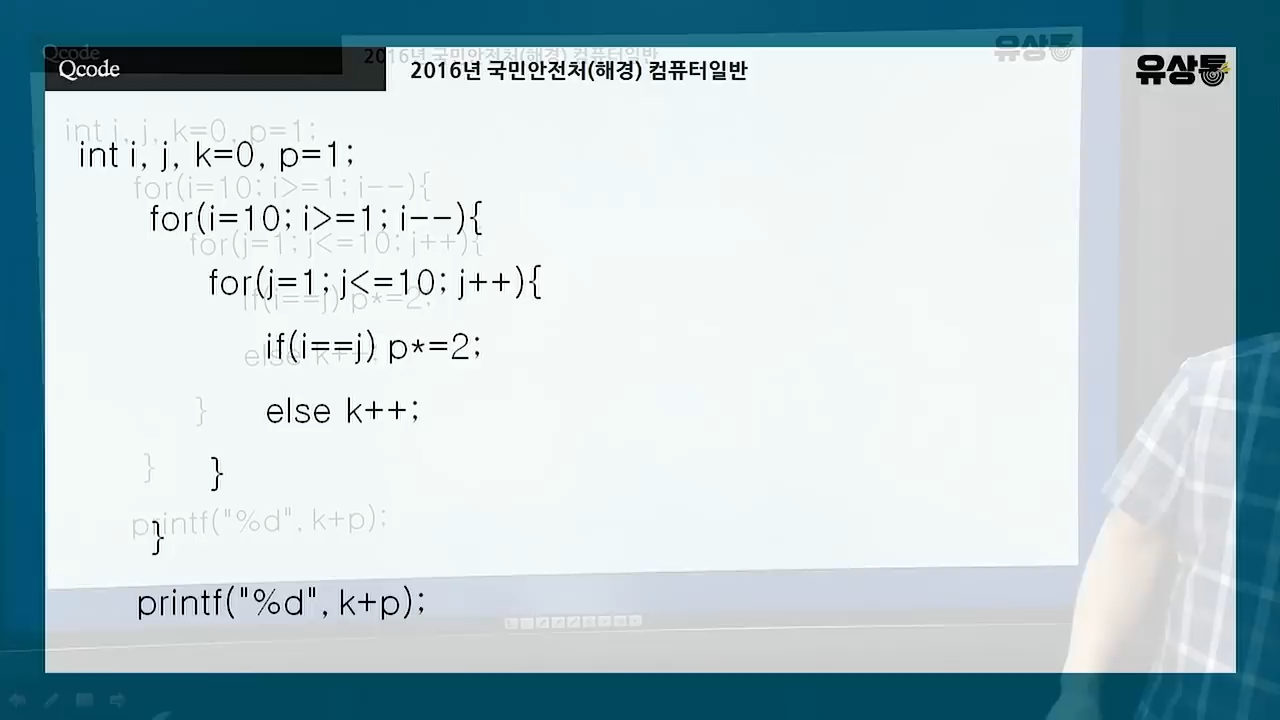 Qcode
2016년 국민안전처(해경) 컴퓨터일반
유상통
int i, j, k=0, p=1;
for(i=10; i>=1; i--){
for(j=1; j<=10; j++){
if(i==j) p*=2;
else k++;
}
}
printf("%d", k+p);